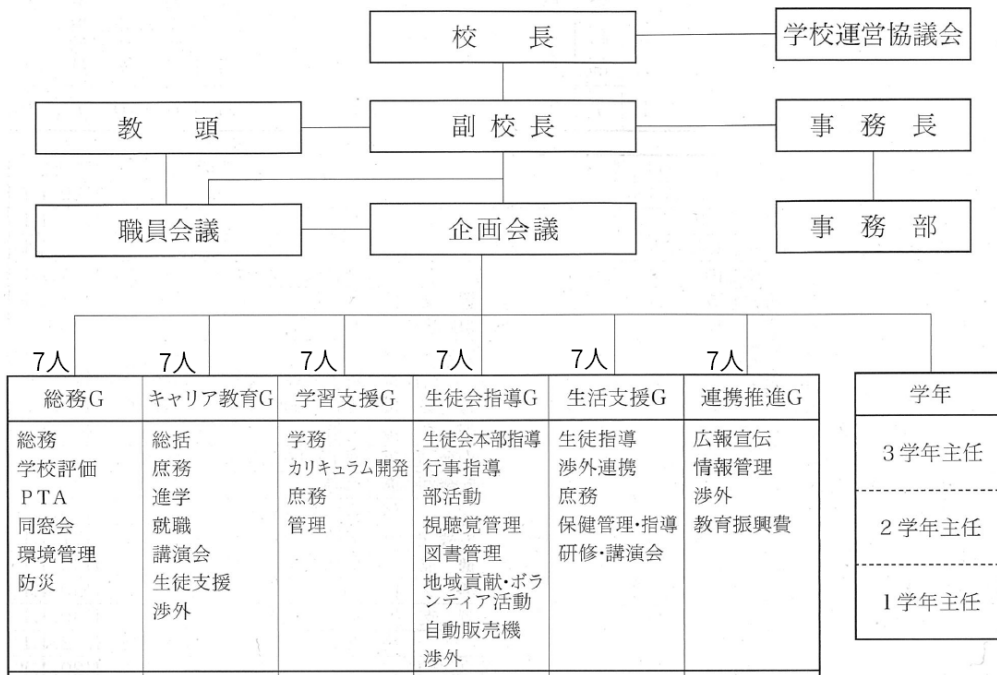 校長
学校運営協議会
教頭
副校長
事務長
職員会議
企画会議
事務部
7人
7人
7人
7人
7人
7人
総務G
総務
学校評価
PTA
同窓会
環境管理
防災
キャリア教育G
総括
庶務
進学
就職
講演会
生徒支援
渉外
学習支援G
学務
カリキュラム開発
庶務
管理
生徒会指導G
生徒会本部指導
行事指導
部活動
視聴覚管理
図書管理
地域貢献・ボラ
ンティア活動
自動販売機
渉外
生活支援G
生徒指導
渉外連携
庶務
保健管理・指導
研修・講演会
連携推進G
広報宣伝
情報管理
渉外
教育振興費
学年
3学年主任
2学年主任
1学年主任